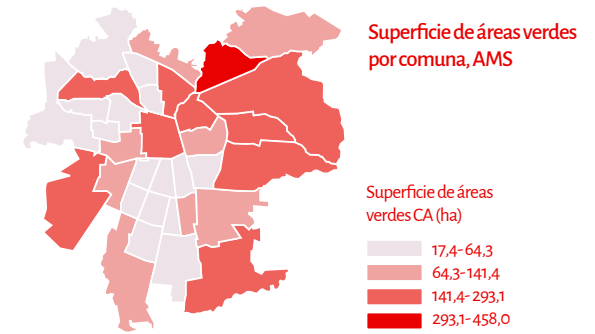 Superficie de áreas verdes
por comuna, AMS
Superficie de áreas
verdes CA (ha)
17,4-64,3
64,3-141,4
141,4-293,1
293,1-458,0